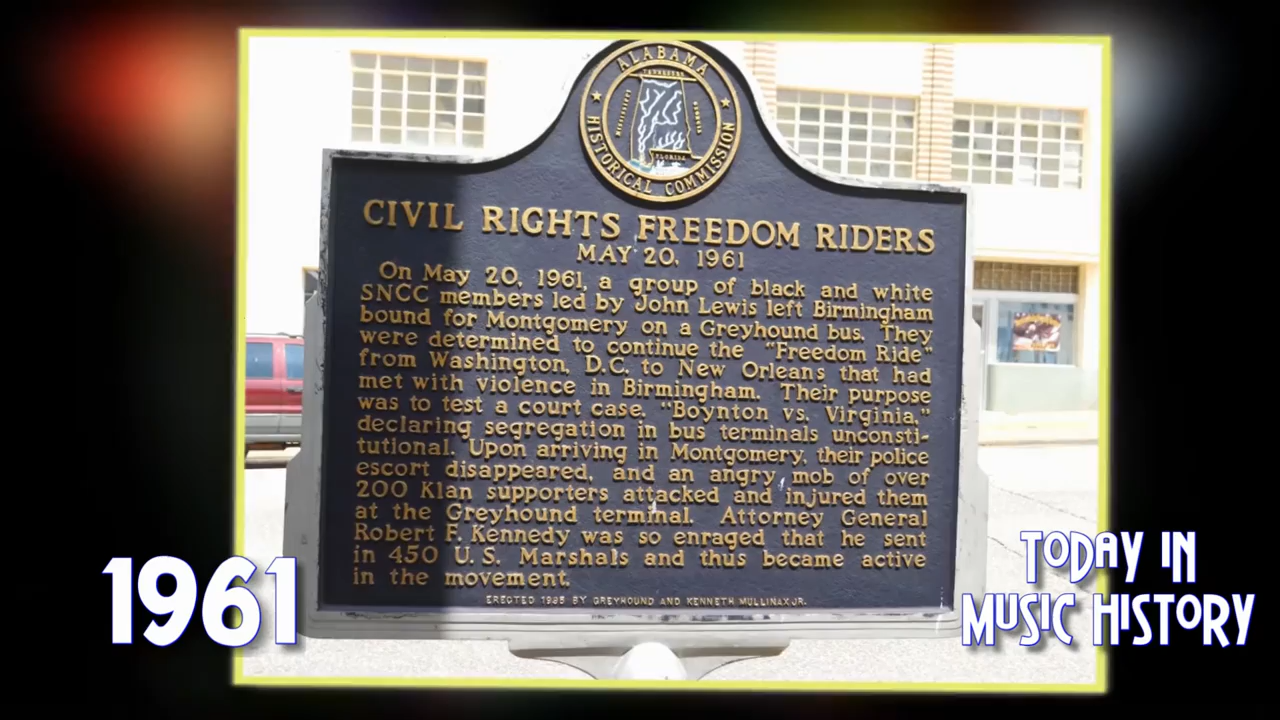 ALABAMA
HISTORICAL COMMISSION
TENNESSEE
MISSISSIPPI
FLORIDA
CIVIL RIGHTS FREEDOM RIDERS
MAY 20, 1961
On May 20, 1961, a group of black and white
SNCC members led by John Lewis left Birmingham
bound for Montgomery on a Greyhound bus. They
were determined to continue the "Freedom Ride"
from Washington, D.C. to New Orleans that had
met with violence in Birmingham. Their purpose
was to test a court case, "Boynton vs. Virginia,"
declaring segregation in bus terminals unconsti-
tutional. Upon arriving in Montgomery, their police
escort disappeared, and an angry mob of over
200 Klan supporters attacked and injured them
at the Greyhound terminal. Attorney General
Robert F. Kennedy was so enraged that he sent
in 450 U.S. Marshals and thus became active
in the movement.
ERECTED 1985 BY GREYHOUND AND KENNETH MULLINAX JR.
1961
TODAY IN
MUSIC HISTORY